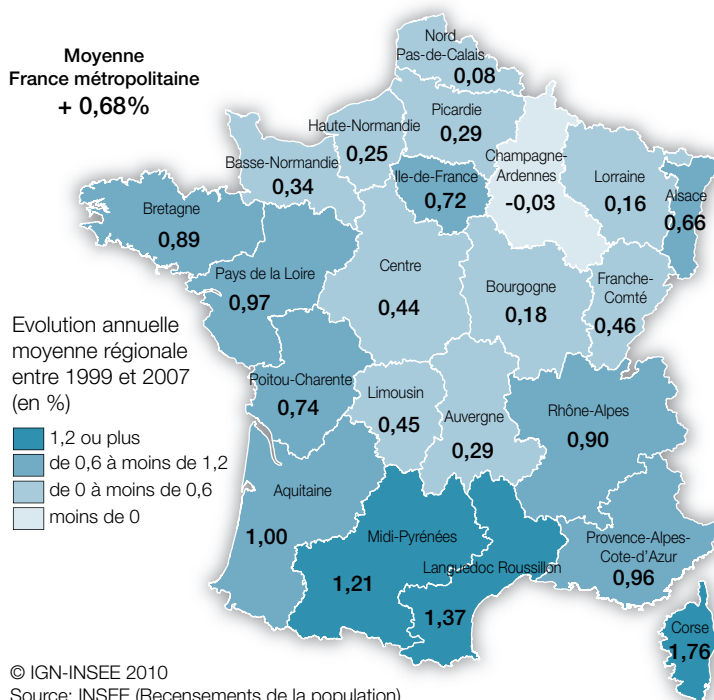 Moyenne
France métropolitaine
+ 0,68%
Nord
Pas-de-Calais
0,08
Picardie
0,29
Haute-Normandie
0,25
Basse-Normandie
0,34
Ile-de-France
0,72
Champagne-
Ardennes
-0,03
Lorraine
0,16
Alsace
0,66
Bretagne
0,89
Pays de la Loire
0,97
Centre
0,44
Bourgogne
0,18
Franche-
Comté
0,46
Poitou-Charente
0,74
Limousin
0,45
Auvergne
0,29
Rhône-Alpes
0,90
Aquitaine
1,00
Midi-Pyrénées
1,21
Languedoc Roussillon
1,37
Provence-Alpes-
Cote-d'Azur
0,96
Corse
1,76
Evolution annuelle
moyenne régionale
entre 1999 et 2007
(en %)
1,2 ou plus
de 0,6 à moins de 1,2
de 0 à moins de 0,6
moins de 0
© IGN-INSEE 2010
Source: INSEE (Recensements de la population)